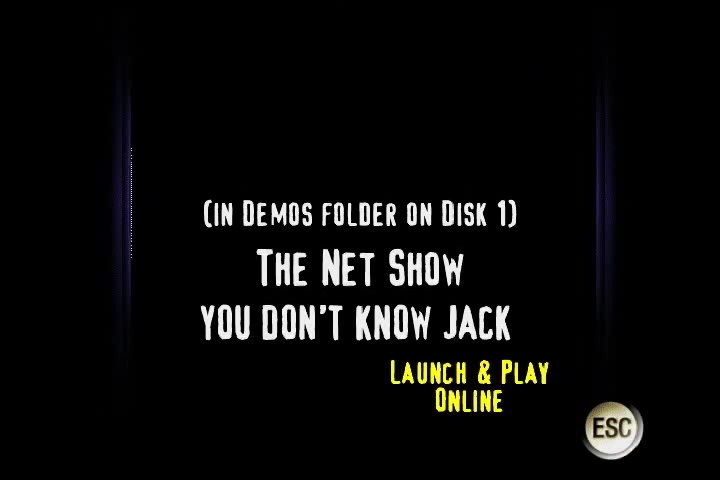 (in Demos folder on Disk 1)
The Net Show
YOU DON'T KNOW JACK
Launch & Play
Online
ESC